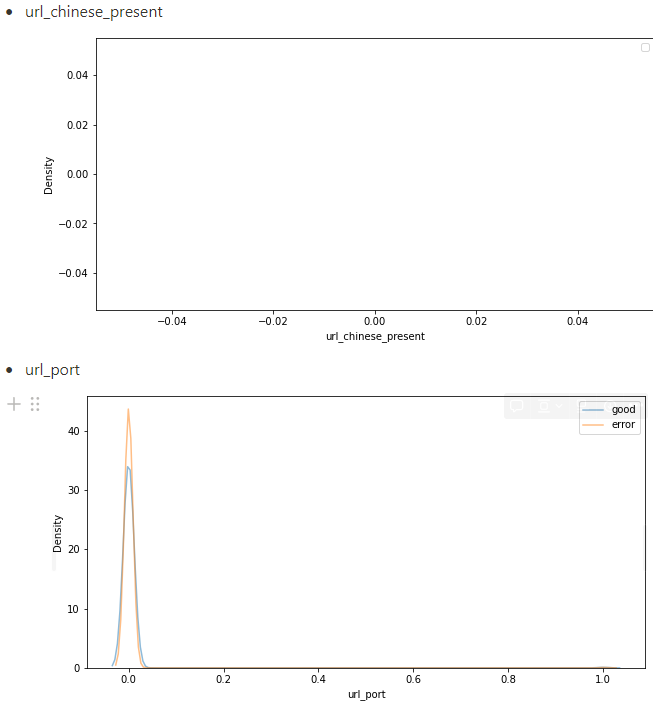 url_chinese_present
0.04
0.02
0.00
−0.02
−0.04
Density
−0.04 −0.02 0.00 0.02 0.04
url_chinese_present
url_port
good
error
40
30
20
10
0
Density
0.0 0.2 0.4 0.6 0.8 1.0
url_port